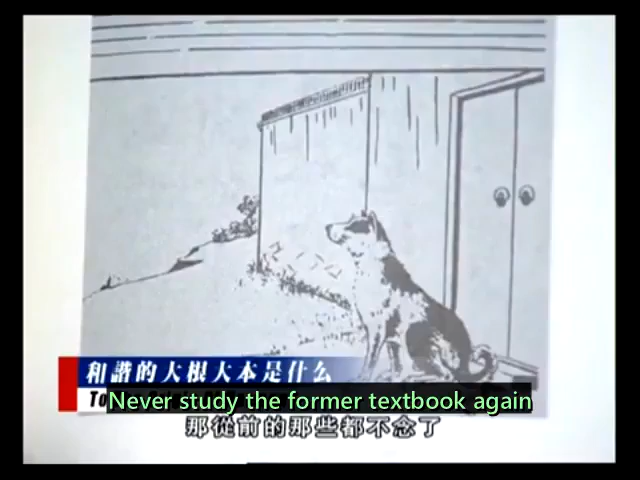 和諧的大根大本是什么
To
Never study the former textbook again
那從前的那些都不念了